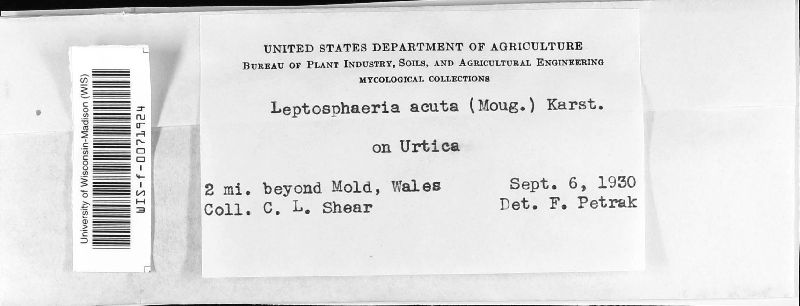 UNITED STATES DEPARTMENT OF AGRICULTURE
BUREAU OF PLANT INDUSTRY, SOILS, AND AGRICULTURAL ENGINEERING
MYCOLOGICAL COLLECTIONS
Leptosphaeria acuta (Moug.) Karst.
on Urtica
2 mi. beyond Mold, Wales Sept. 6, 1930
Coll. C. L. Shear Det. F. Petrak
University of Wisconsin-Madison (WIS)
WIS-f-0071924